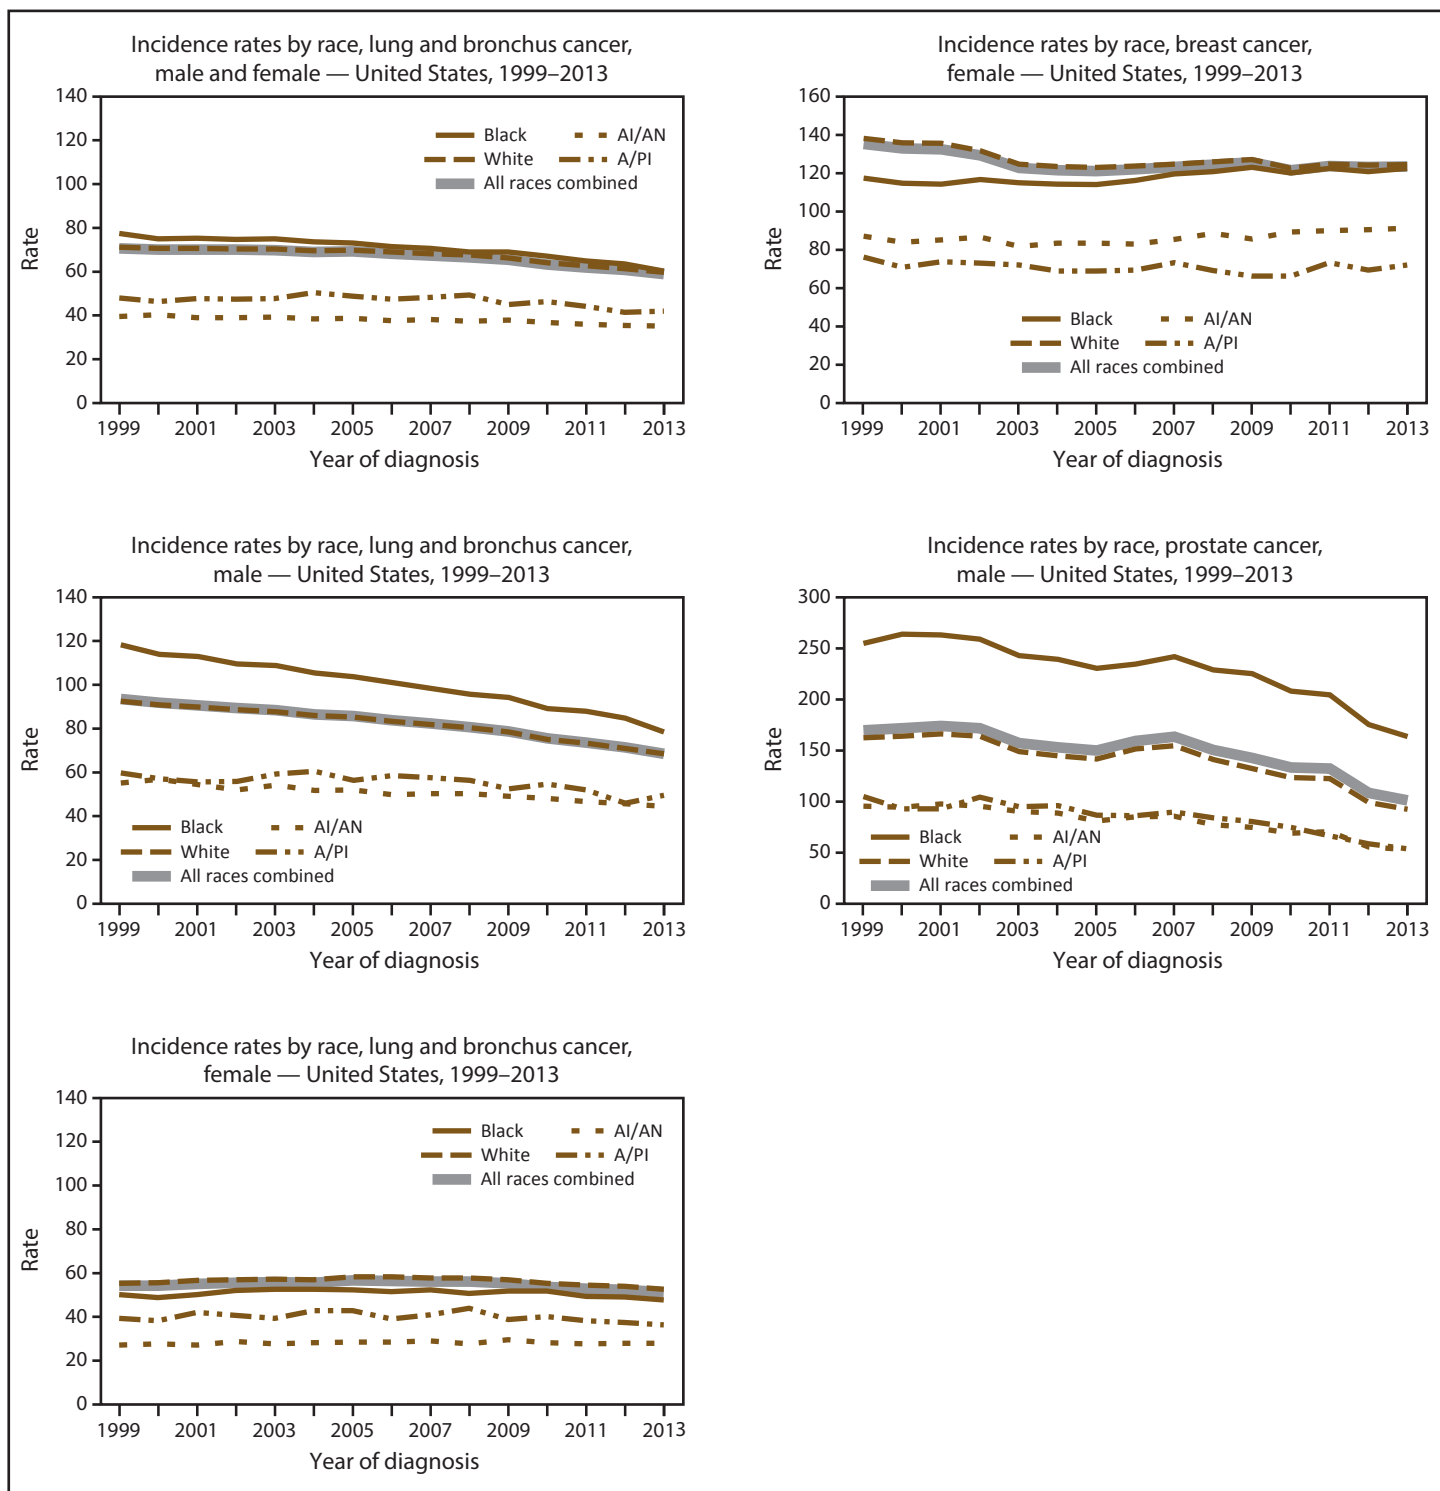 Incidence rates by race, lung and bronchus cancer,
male and female — United States, 1999–2013
140
120
100
80
60
40
20
0
Rate
Black
AI/AN
White
A/PI
All races combined
1999 2001 2003 2005 2007 2009 2011 2013
Year of diagnosis
Incidence rates by race, breast cancer,
female — United States, 1999–2013
160
140
120
100
80
60
40
20
0
Rate
Black
AI/AN
White
A/PI
All races combined
1999 2001 2003 2005 2007 2009 2011 2013
Year of diagnosis
Incidence rates by race, lung and bronchus cancer,
male — United States, 1999–2013
140
120
100
80
60
40
20
0
Rate
Black
AI/AN
White
A/PI
All races combined
1999 2001 2003 2005 2007 2009 2011 2013
Year of diagnosis
Incidence rates by race, prostate cancer,
male — United States, 1999–2013
300
250
200
150
100
50
0
Rate
Black
AI/AN
White
A/PI
All races combined
1999 2001 2003 2005 2007 2009 2011 2013
Year of diagnosis
Incidence rates by race, lung and bronchus cancer,
female — United States, 1999–2013
140
120
100
80
60
40
20
0
Rate
Black
AI/AN
White
A/PI
All races combined
1999 2001 2003 2005 2007 2009 2011 2013
Year of diagnosis